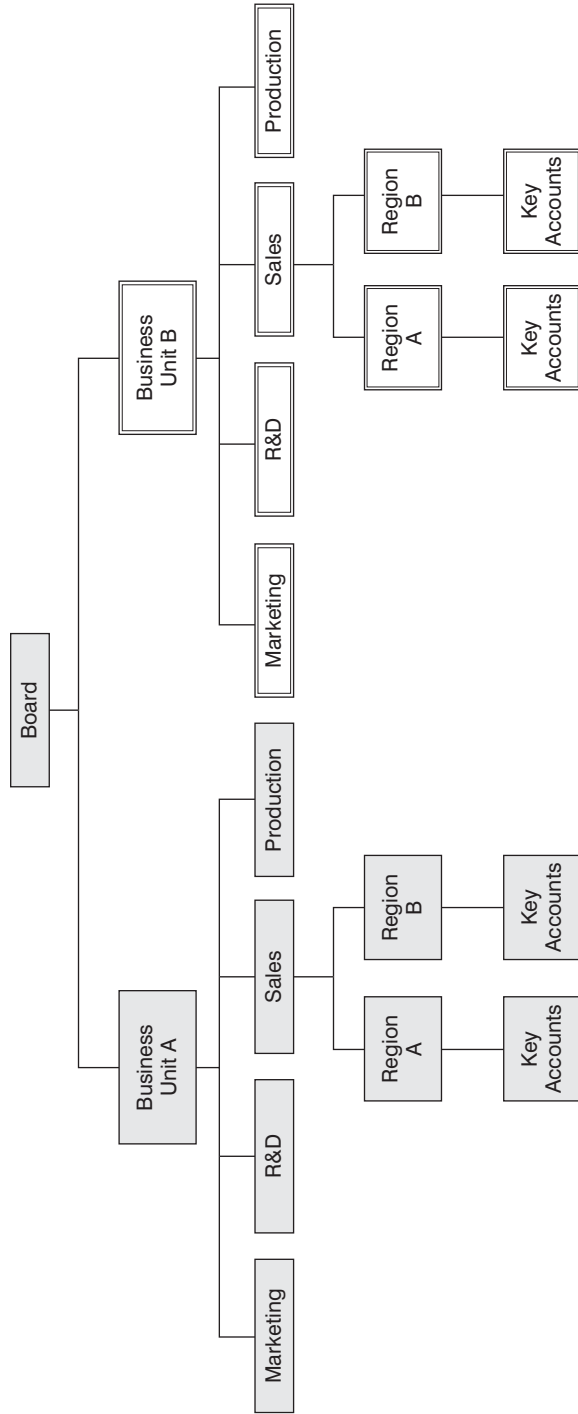 Board
Business
Unit A
Business
Unit B
Marketing
R&D
Sales
Production
Marketing
R&D
Sales
Production
Region
A
Region
B
Region
A
Region
B
Key
Accounts
Key
Accounts
Key
Accounts
Key
Accounts